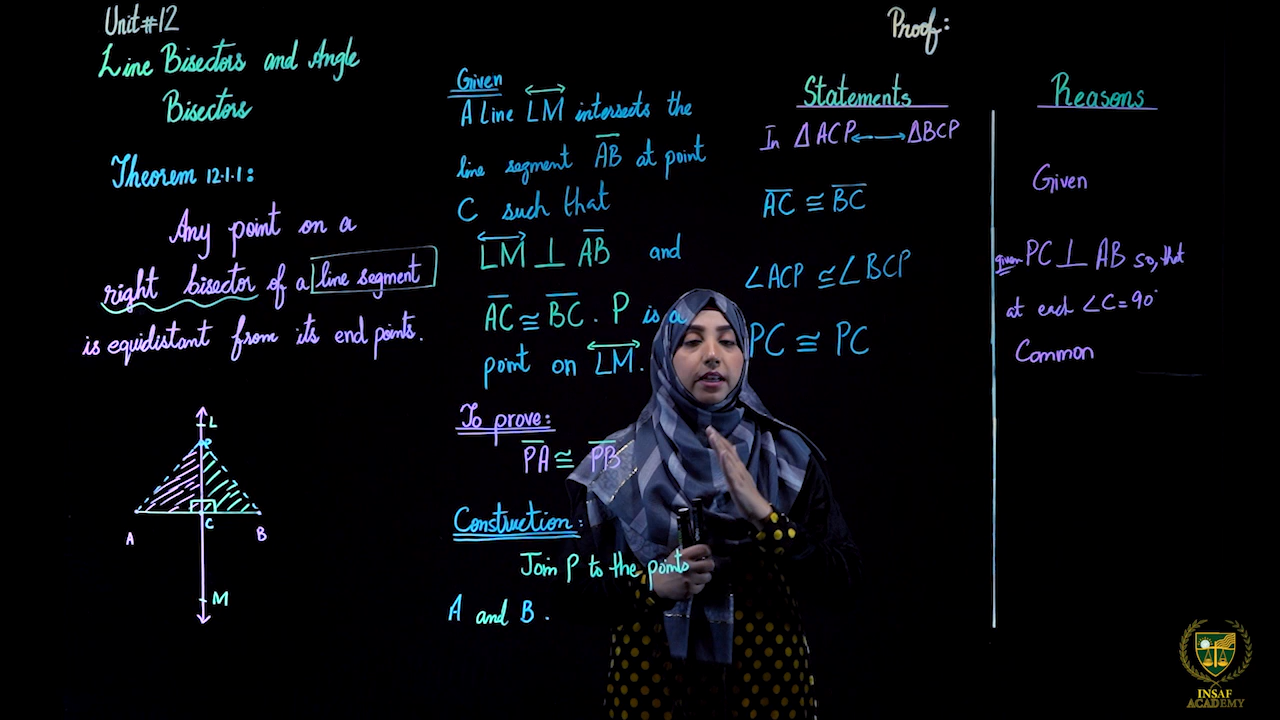 Unit#12
Line Bisectors and Angle
Bisectors
Theorem 12.1.1:
Any point on a
right bisector of a line segment
is equidistant from its end points.
L
P
C
A
B
M
Given
A line LM intersects the
line segment AB at point
C such that
LM ⊥ AB and
AC ≅ BC. P is a
point on LM.
To prove:
PA ≅ PB
Construction:
Join P to the points
A and B.
Proof:
Statements
In ΔACP ↔ ΔBCP
AC ≅ BC
∠ACP ≅ ∠BCP
PC ≅ PC
Reasons
Given
given PC ⊥ AB so, that
at each ∠C = 90°
Common
INSAF
ACADEMY